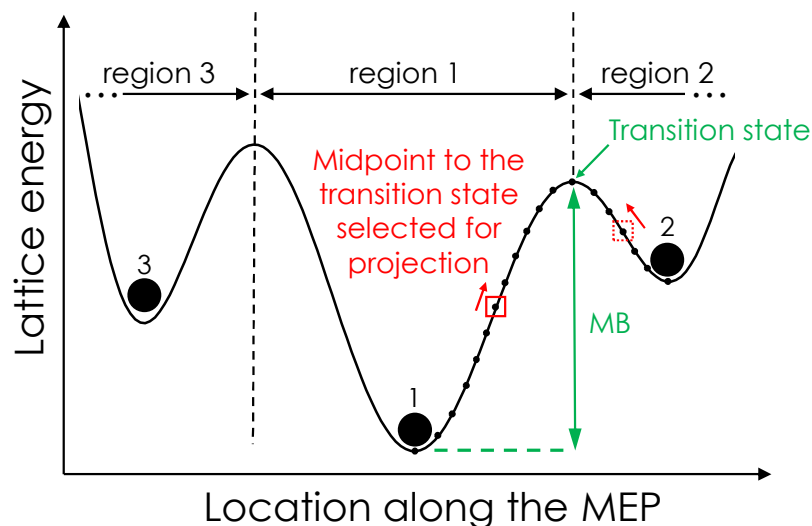 region 3
region 1
region 2
... ...
Transition state
Midpoint to the
transition state
selected for
projection
2
3
MB
1
Lattice energy
Location along the MEP